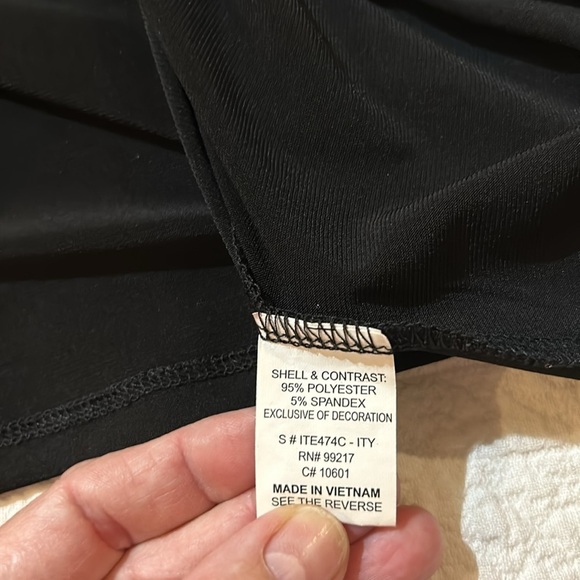 SHELL & CONTRAST:
95% POLYESTER
5% SPANDEX
EXCLUSIVE OF DECORATION
S # ITE474C - ITY
RN# 99217
C# 10601
MADE IN VIETNAM
SEE THE REVERSE